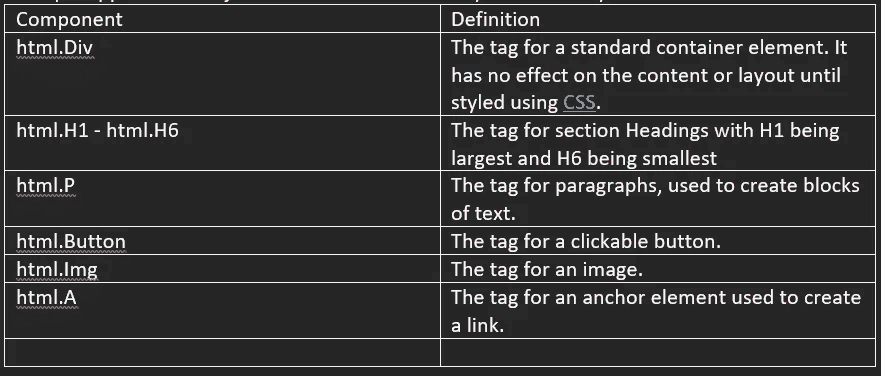 Component Definition
html.Div The tag for a standard container element. It
has no effect on the content or layout until
styled using CSS.
html.H1 - html.H6 The tag for section Headings with H1 being
largest and H6 being smallest
html.P The tag for paragraphs, used to create blocks
of text.
html.Button The tag for a clickable button.
html.Img The tag for an image.
html.A The tag for an anchor element used to create
a link.